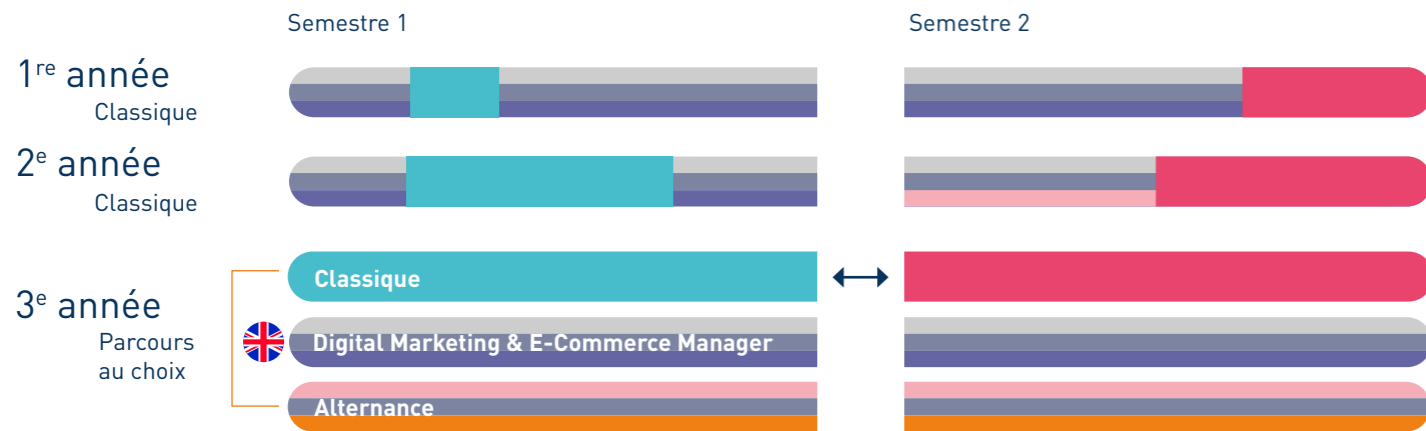 Semestre 1
Semestre 2
1re année
Classique
2e année
Classique
3e année
Parcours
au choix
Classique
Digital Marketing & E-Commerce Manager
Alternance